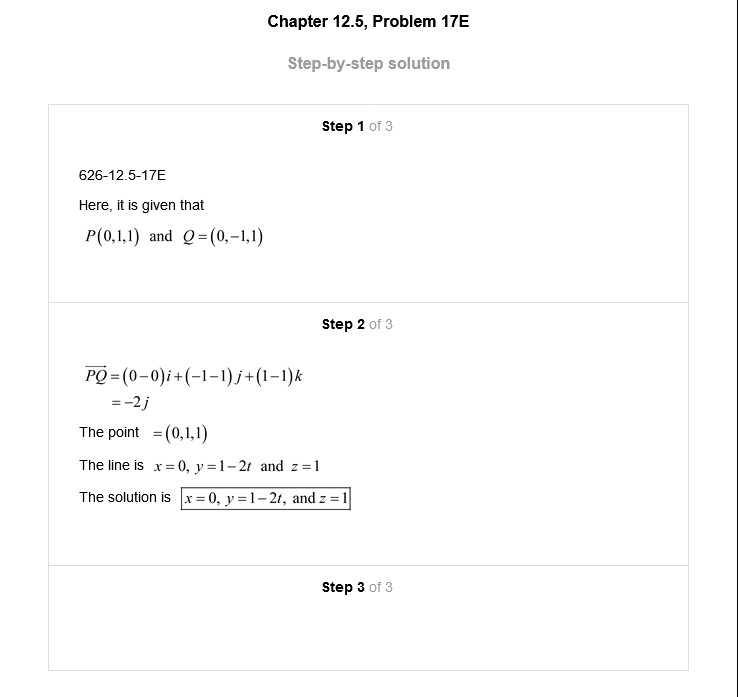 Chapter 12.5, Problem 17E
Step-by-step solution
Step 1 of 3
626-12.5-17E
Here, it is given that
P(0,1,1) and Q=(0,−1,1)
Step 2 of 3
PQ⃗ =(0−0)i+(−1−1)j+(1−1)k
=−2j
The point =(0,1,1)
The line is x=0, y=1−2t and z=1
The solution is x=0, y=1−2t, and z=1
Step 3 of 3